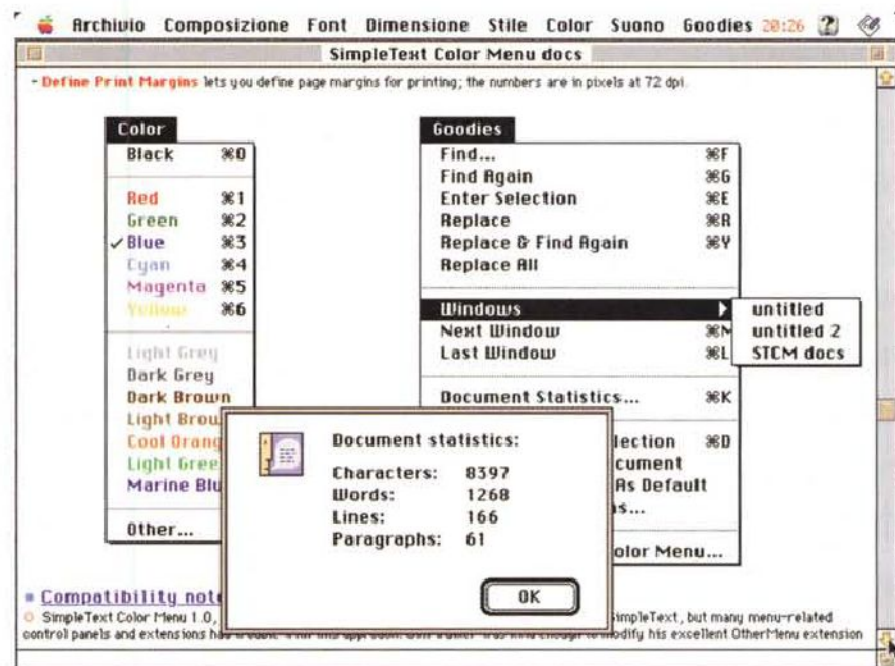 Archivio Composizione Font Dimensione Stile Color Suono Goodies 20:26
SimpleText Color Menu docs
- Define Print Margins lets you define page margins for printing; the numbers are in pixels at 72 dpi.
Color
Black ⌘0
Red ⌘1
Green ⌘2
✓Blue ⌘3
Cyan ⌘4
Magenta ⌘5
Yellow ⌘6
Light Grey
Dark Grey
Dark Brown
Light Brow
Cool Orang
Light Gree
Marine Blu
Other...
Goodies
Find... ⌘F
Find Again ⌘G
Enter Selection ⌘E
Replace ⌘R
Replace & Find Again ⌘Y
Replace All
Windows
Next Window ⌘M
Last Window ⌘L
Document Statistics... ⌘K
lection ⌘D
cument
As Default
s...
olor Menu...
untitled
untitled 2
STCM docs
Document statistics:
Characters: 8397
Words: 1268
Lines: 166
Paragraphs: 61
OK
Compatibility note
SimpleText Color Menu 1.0, SimpleText, but many menu-related
control panels and extensions modify his excellent OtherMenu extension